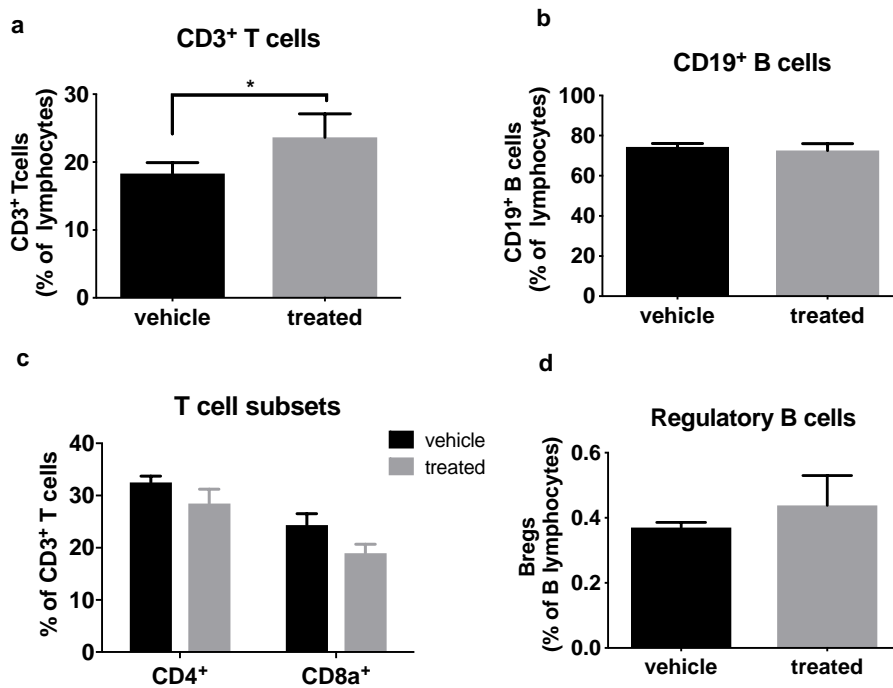 a
CD3⁺ T cells
CD3⁺ Tcells
(% of lymphocytes)
30
20
10
0
*
vehicle
treated
b
CD19⁺ B cells
CD19⁺ B cells
(% of lymphocytes)
100
80
60
40
20
0
vehicle
treated
c
T cell subsets
% of CD3⁺ T cells
40
30
20
10
0
CD4⁺
CD8a⁺
vehicle
treated
d
Regulatory B cells
Bregs
(% of B lymphocytes)
0.6
0.4
0.2
0.0
vehicle
treated